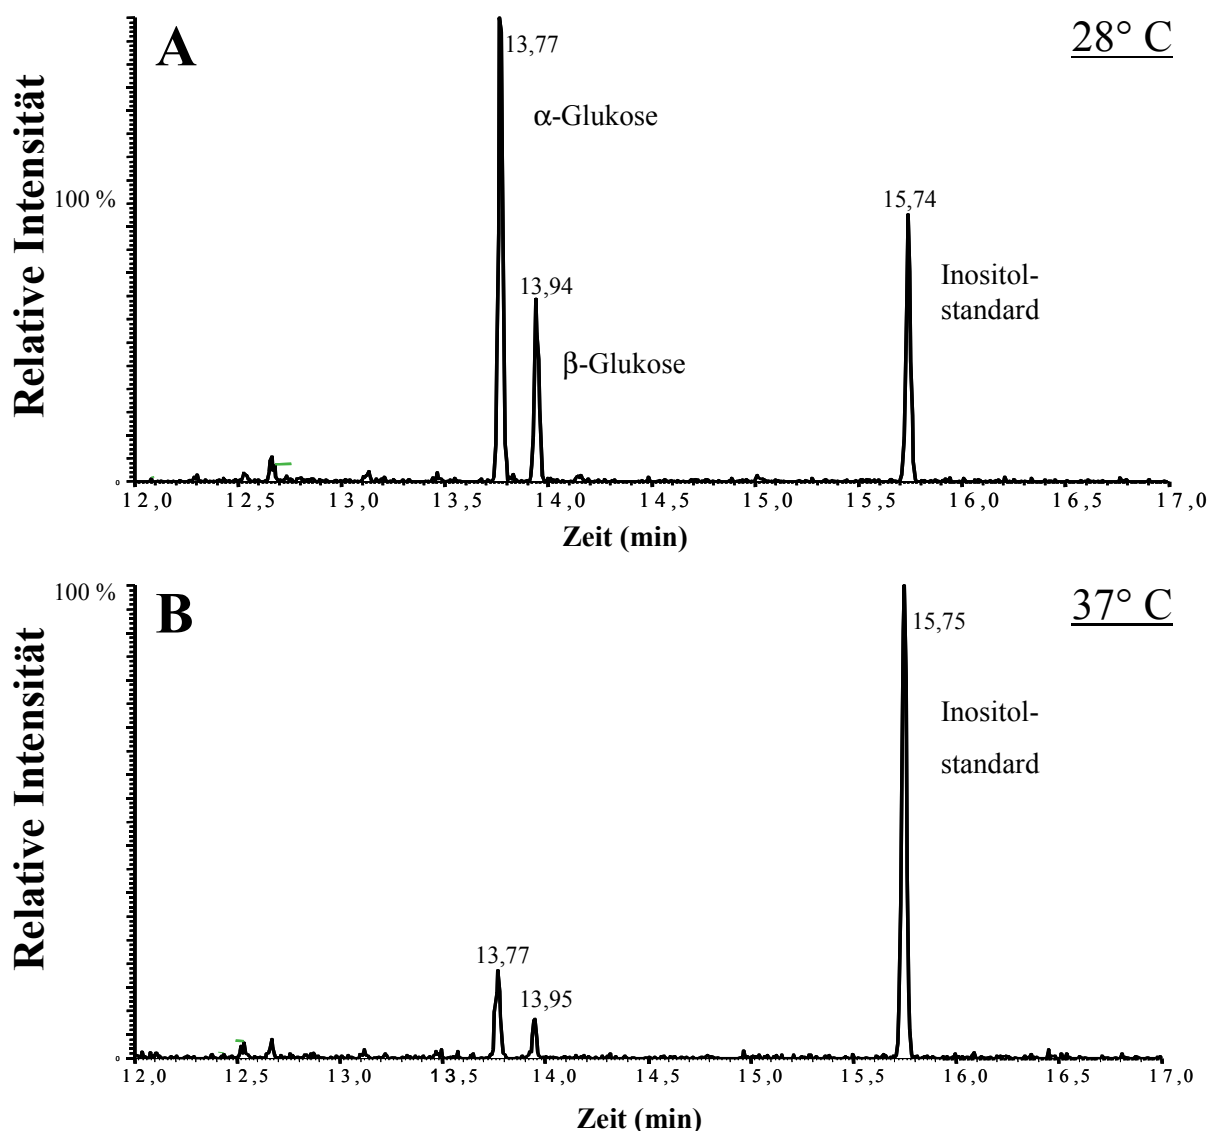 A
28° C
13,77
α-Glukose
Relative Intensität
100 %
15,74
13,94
Inositol-
standard
β-Glukose
0
12,0 12,5 13,0 13,5 14,0 14,5 15,0 15,5 16,0 16,5 17,0
Zeit (min)
100 %
B
37° C
15,75
Relative Intensität
Inositol-
standard
13,77
13,95
0
12,0 12,5 13,0 13,5 14,0 14,5 15,0 15,5 16,0 16,5 17,0
Zeit (min)